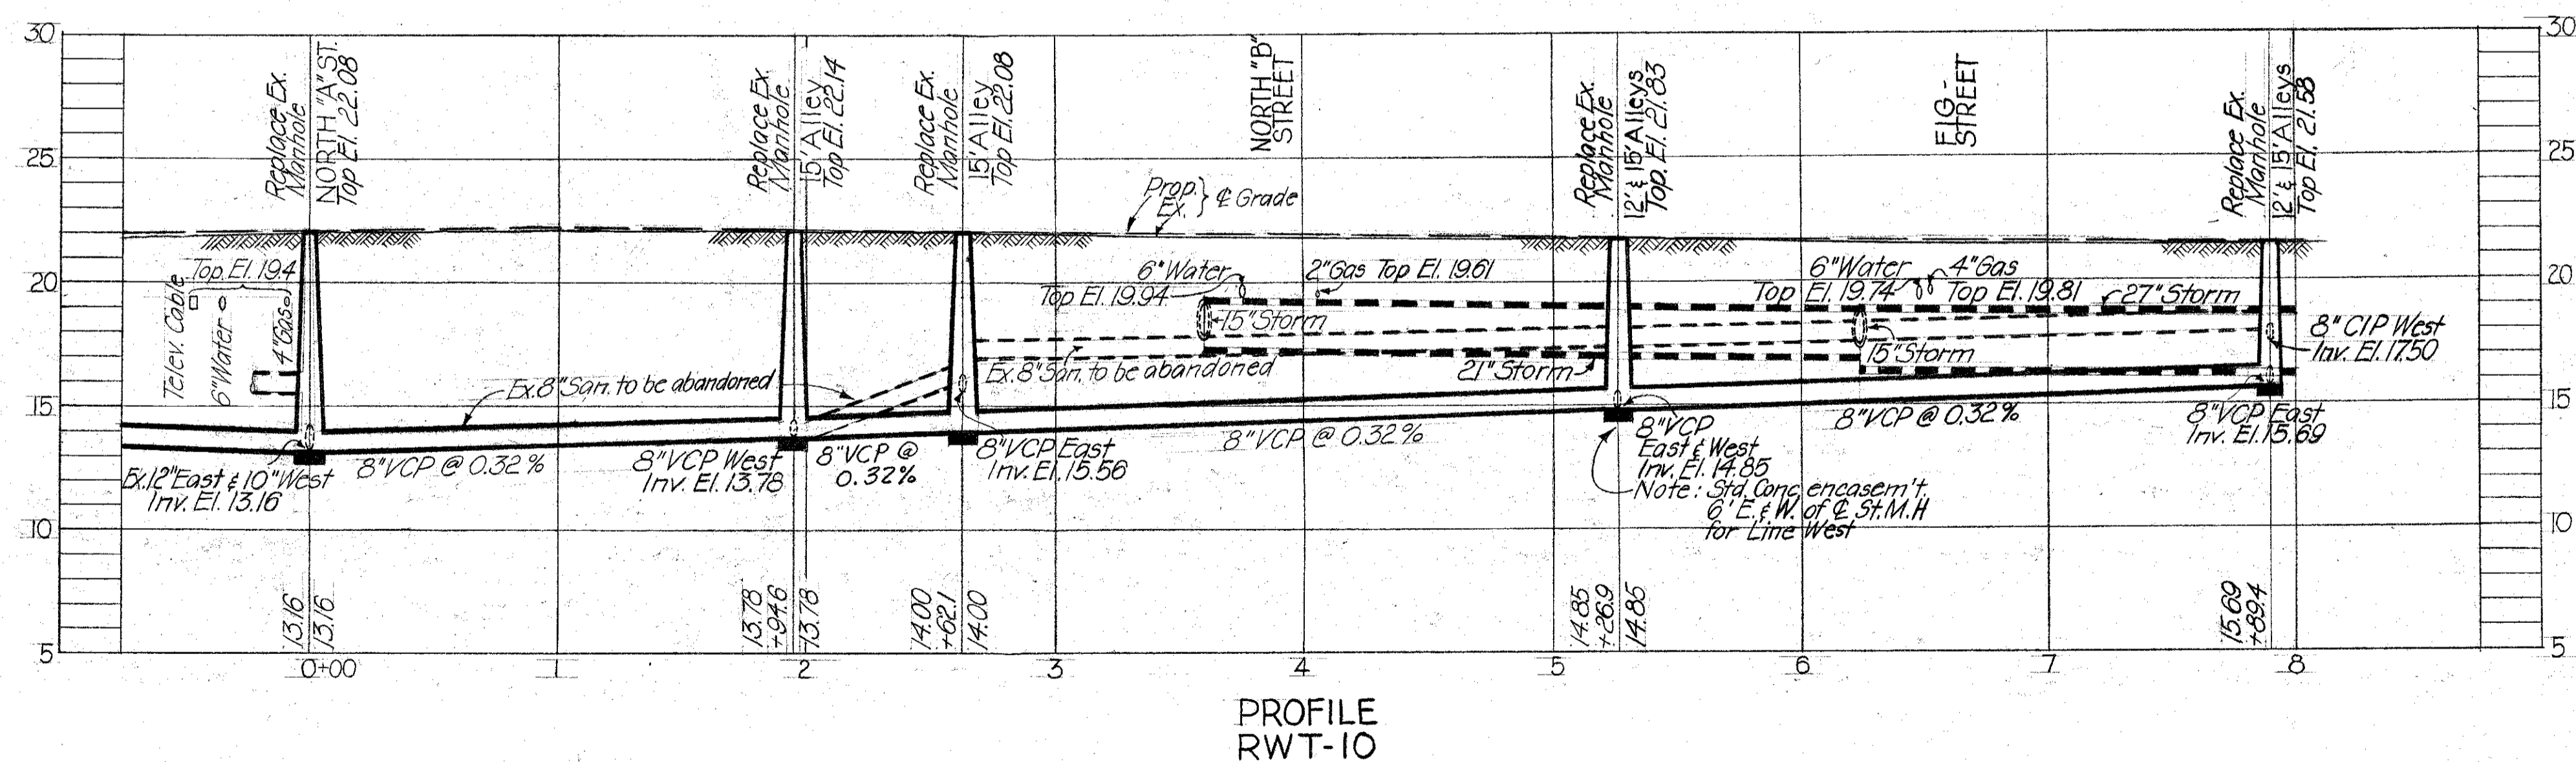 30
25
20
15
10
5
Replace Ex.
Manhole
NORTH "A" ST.
Top El. 22.08
Replace Ex.
Manhole
15' Alley
Top El. 22.14
Replace Ex.
Manhole
15' Alley
Top El. 22.08
NORTH "B"
STREET
Replace Ex.
Manhole
12' & 15' Alleys
Top. El. 21.83
FIG-
STREET
Replace Ex.
Manhole
12' & 15' Alleys
Top El. 21.58
30
25
20
15
10
5
Prop.
Ex.
℄ Grade
Top. El. 19.4
Telev. Cable
6" Water
4" Gas
6" Water
Top El. 19.94
2" Gas Top El. 19.61
15" Storm
6" Water
Top El. 19.74
4" Gas
Top El. 19.81
27" Storm
15" Storm
21" Storm
8" CIP West
Inv. El. 17.50
Ex. 8" San. to be abandoned
Ex. 8" San. to be abandoned
Ex. 12" East & 10" West
Inv. El. 13.16
8" VCP @ 0.32%
8" VCP West
Inv. El. 13.78
8" VCP @
0.32%
8" VCP East
Inv. El. 15.56
8" VCP @ 0.32%
8" VCP
East & West
Inv. El. 14.85
Note: Std. Conc. encasem't.
6' E. & W. of ℄ St. M.H
for Line West
8" VCP @ 0.32%
8" VCP East
Inv. El. 15.69
13.16
13.16
13.78
+94.6
13.78
14.00
+62.1
14.00
14.85
+26.9
14.85
15.69
+89.4
0+00 1 2 3 4 5 6 7 8
PROFILE
RWT-10